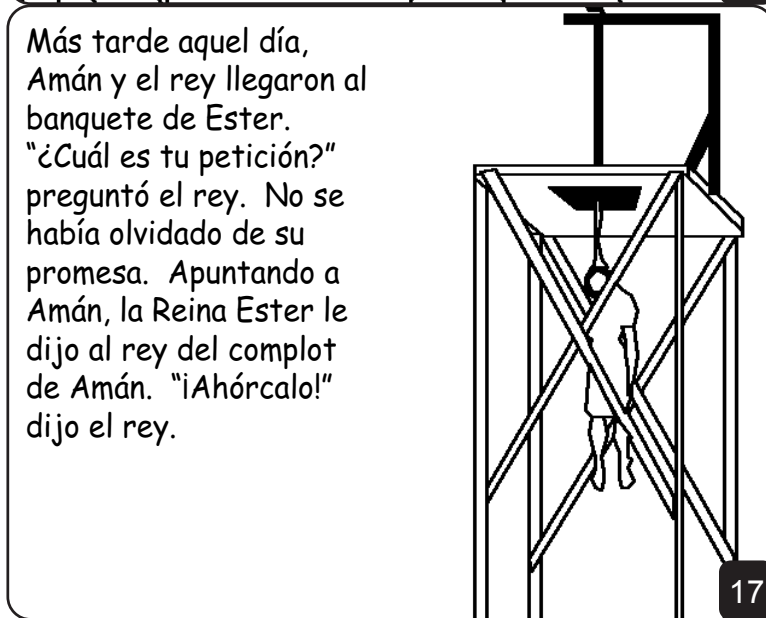 Más tarde aquel día,
Amán y el rey llegaron al
banquete de Ester.
“¿Cuál es tu petición?”
preguntó el rey.  No se
había olvidado de su
promesa.  Apuntando a
Amán, la Reina Ester le
dijo al rey del complot
de Amán.  “¡Ahórcalo!”
dijo el rey.
17